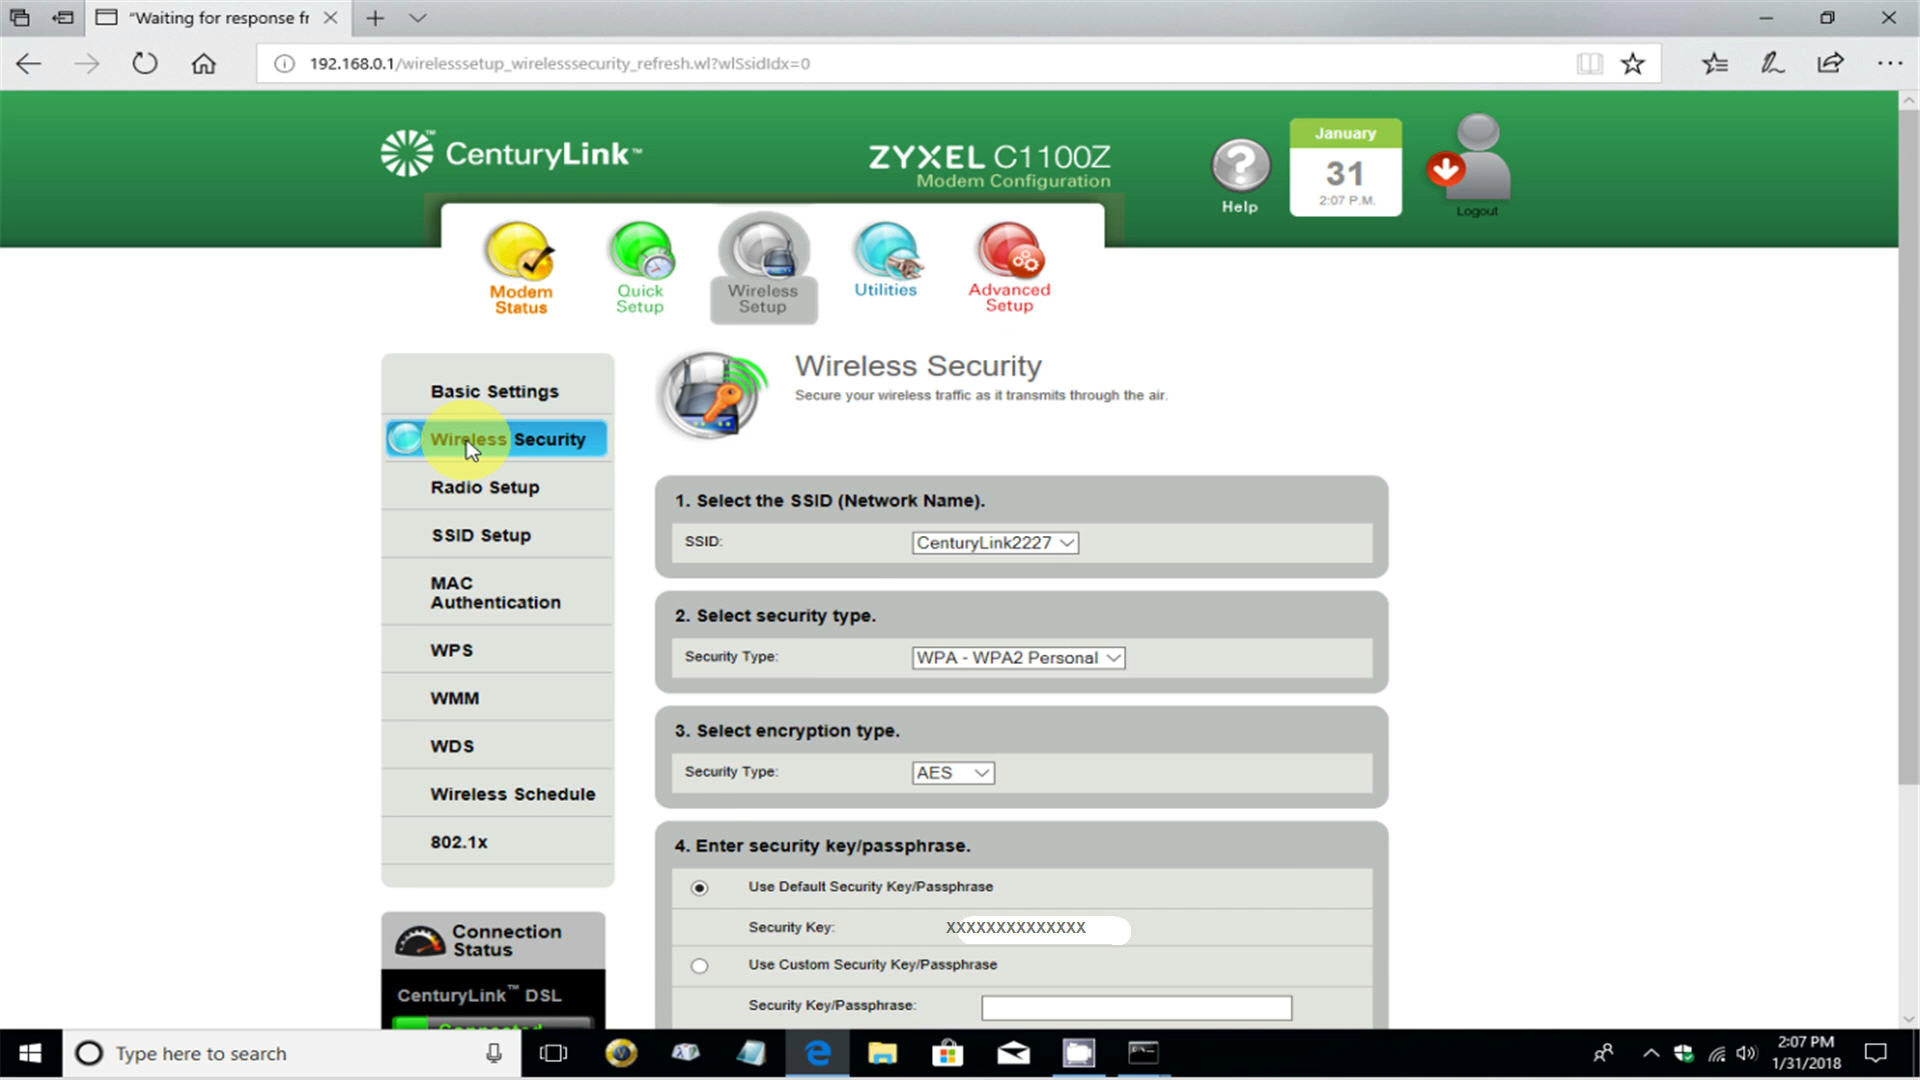 "Waiting for response fr
192.168.0.1/wirelesssetup_wirelesssecurity_refresh.wl?wlSsidIdx=0
CenturyLink™
ZYXEL C1100Z
Modem Configuration
Help
January
31
2:07 P.M.
Logout
Modem
Status
Quick
Setup
Wireless
Setup
Utilities
Advanced
Setup
Basic Settings
Wireless Security
Radio Setup
SSID Setup
MAC
Authentication
WPS
WMM
WDS
Wireless Schedule
802.1x
Connection
Status
CenturyLink™ DSL
Connected
Wireless Security
Secure your wireless traffic as it transmits through the air.
1. Select the SSID (Network Name).
SSID: CenturyLink2227
2. Select security type.
Security Type: WPA - WPA2 Personal
3. Select encryption type.
Security Type: AES
4. Enter security key/passphrase.
Use Default Security Key/Passphrase
Security Key: XXXXXXXXXXXXXX
Use Custom Security Key/Passphrase
Security Key/Passphrase:
Type here to search
2:07 PM
1/31/2018